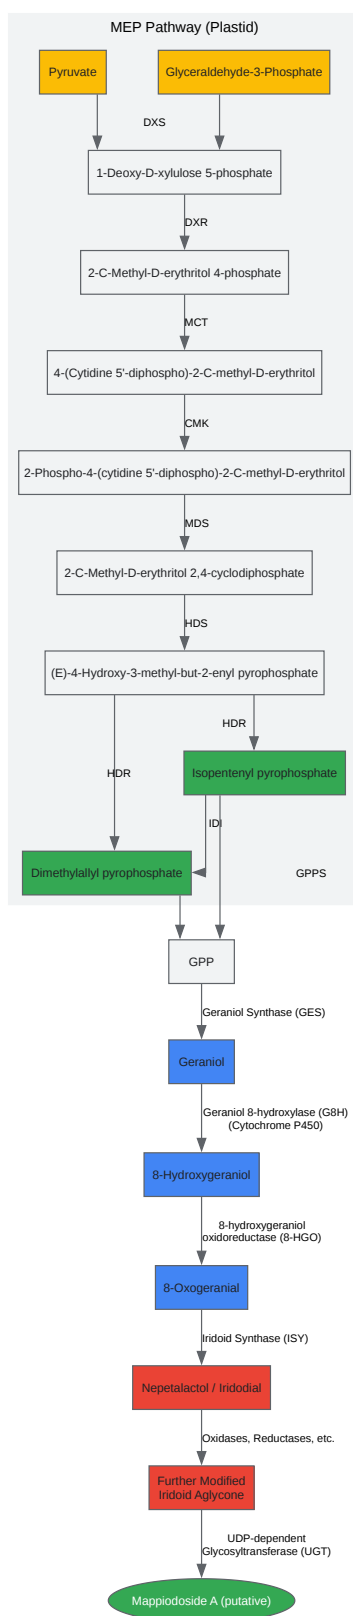 MEP Pathway (Plastid)
Pyruvate
Glyceraldehyde-3-Phosphate
DXS
1-Deoxy-D-xylulose 5-phosphate
DXR
2-C-Methyl-D-erythritol 4-phosphate
MCT
4-(Cytidine 5'-diphospho)-2-C-methyl-D-erythritol
CMK
2-Phospho-4-(cytidine 5'-diphospho)-2-C-methyl-D-erythritol
MDS
2-C-Methyl-D-erythritol 2,4-cyclodiphosphate
HDS
(E)-4-Hydroxy-3-methyl-but-2-enyl pyrophosphate
HDR
Isopentenyl pyrophosphate
HDR
IDI
Dimethylallyl pyrophosphate
GPPS
GPP
Geraniol Synthase (GES)
Geraniol
Geraniol 8-hydroxylase (G8H)
(Cytochrome P450)
8-Hydroxygeraniol
8-hydroxygeraniol
oxidoreductase (8-HGO)
8-Oxogeranial
Iridoid Synthase (ISY)
Nepetalactol / Iridodial
Oxidases, Reductases, etc.
Further Modified
Iridoid Aglycone
UDP-dependent
Glycosyltransferase (UGT)
Mappiodoside A (putative)